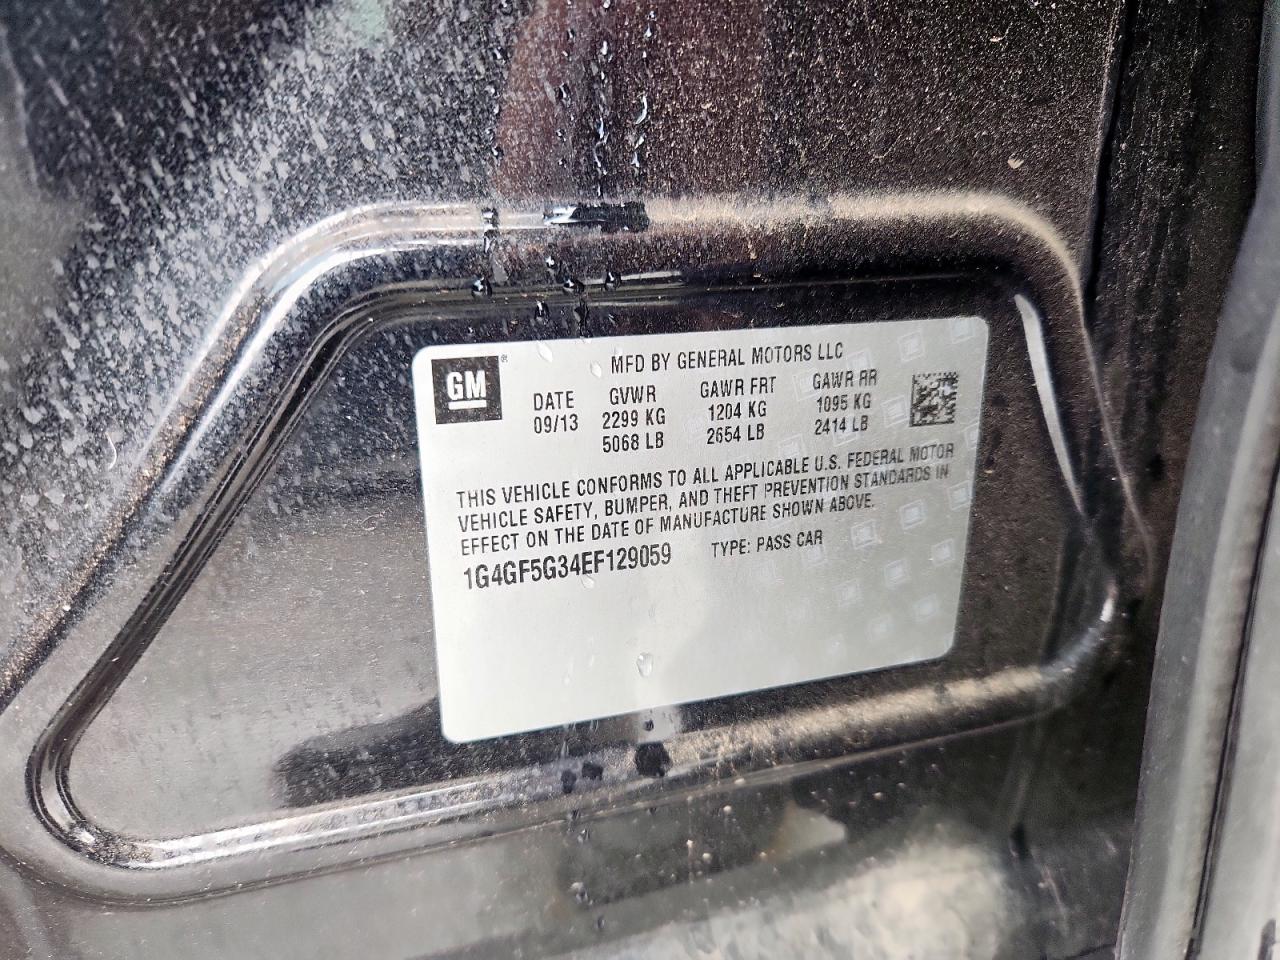 GM ®
MFD BY GENERAL MOTORS LLC
DATE GVWR GAWR FRT GAWR RR
09/13 2299 KG 1204 KG 1095 KG
5068 LB 2654 LB 2414 LB
THIS VEHICLE CONFORMS TO ALL APPLICABLE U.S. FEDERAL MOTOR
VEHICLE SAFETY, BUMPER, AND THEFT PREVENTION STANDARDS IN
EFFECT ON THE DATE OF MANUFACTURE SHOWN ABOVE.
1G4GF5G34EF129059 TYPE: PASS CAR